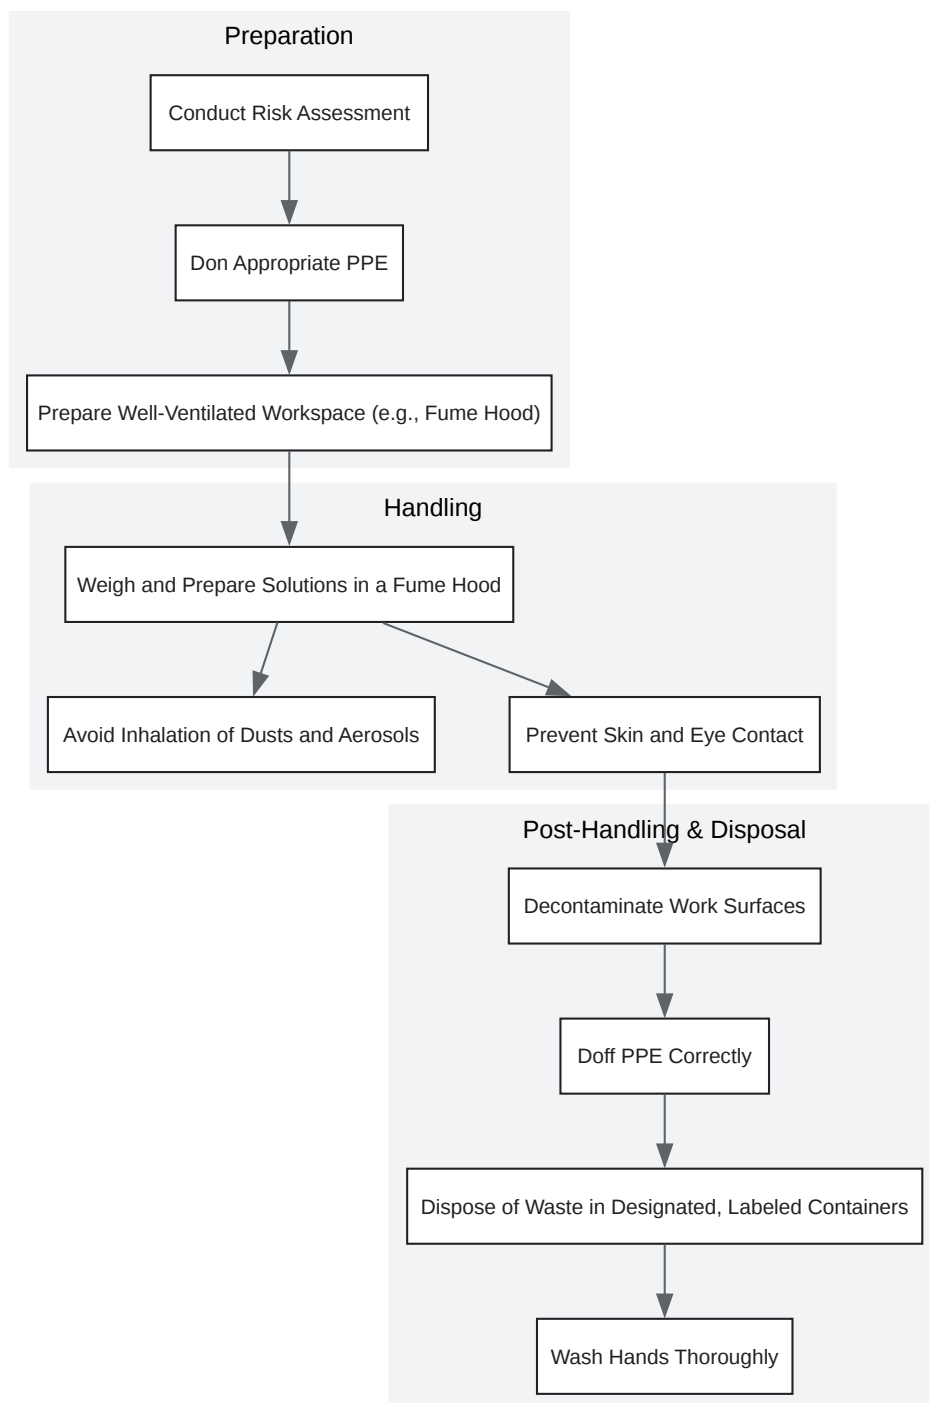 Preparation
Conduct Risk Assessment
Don Appropriate PPE
Prepare Well-Ventilated Workspace (e.g., Fume Hood)
Handling
Weigh and Prepare Solutions in a Fume Hood
Avoid Inhalation of Dusts and Aerosols
Prevent Skin and Eye Contact
Post-Handling & Disposal
Decontaminate Work Surfaces
Doff PPE Correctly
Dispose of Waste in Designated, Labeled Containers
Wash Hands Thoroughly